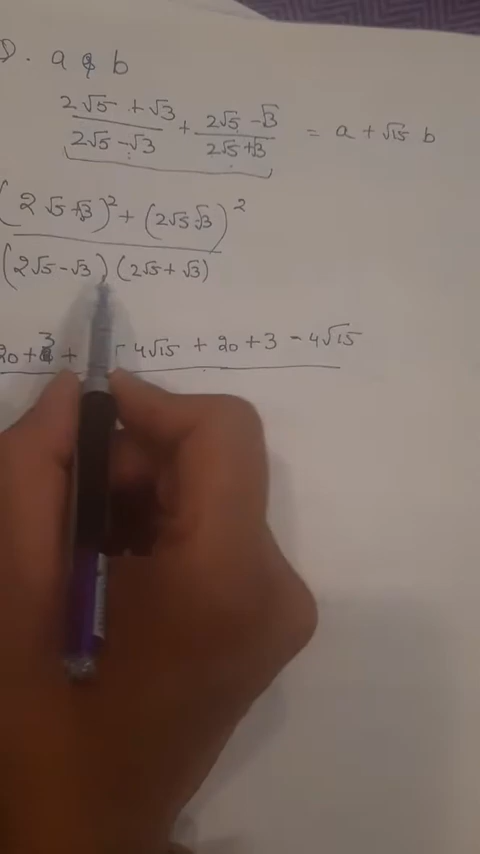 D. a & b
2√5 + √3 / 2√5 - √3 + 2√5 - √3 / 2√5 + √3 = a + √15 b
(2√5 + √3)² + (2√5 √3)²
(2√5 - √3) (2√5 + √3)
20 + 3 + 4√15 + 20 + 3 - 4√15